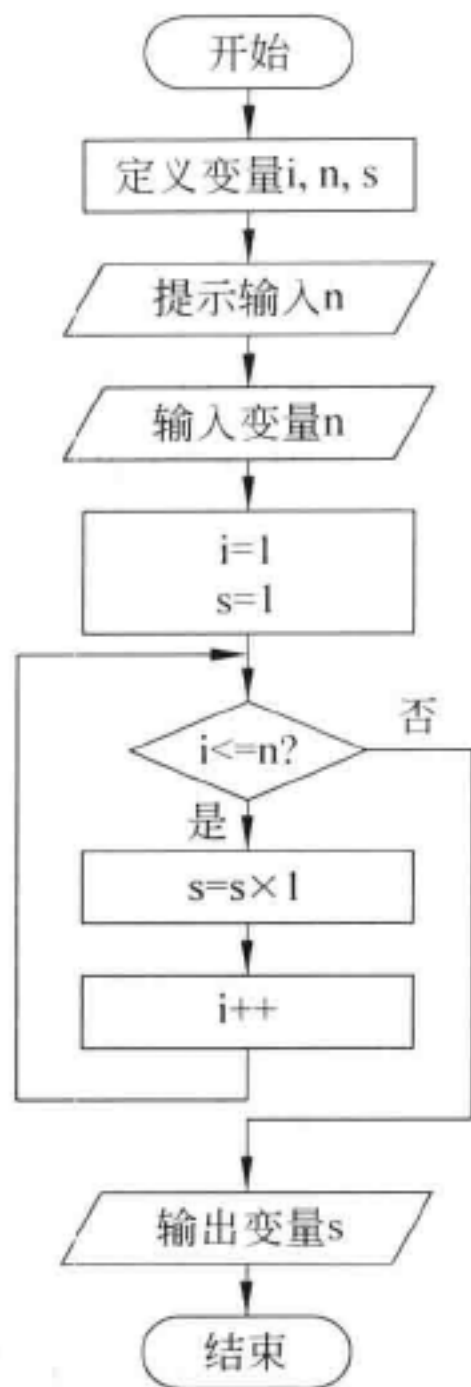 开始
定义变量i, n, s
提示输入n
输入变量n
i=1
s=1
i<=n?
否
是
s=s×1
i++
输出变量s
结束